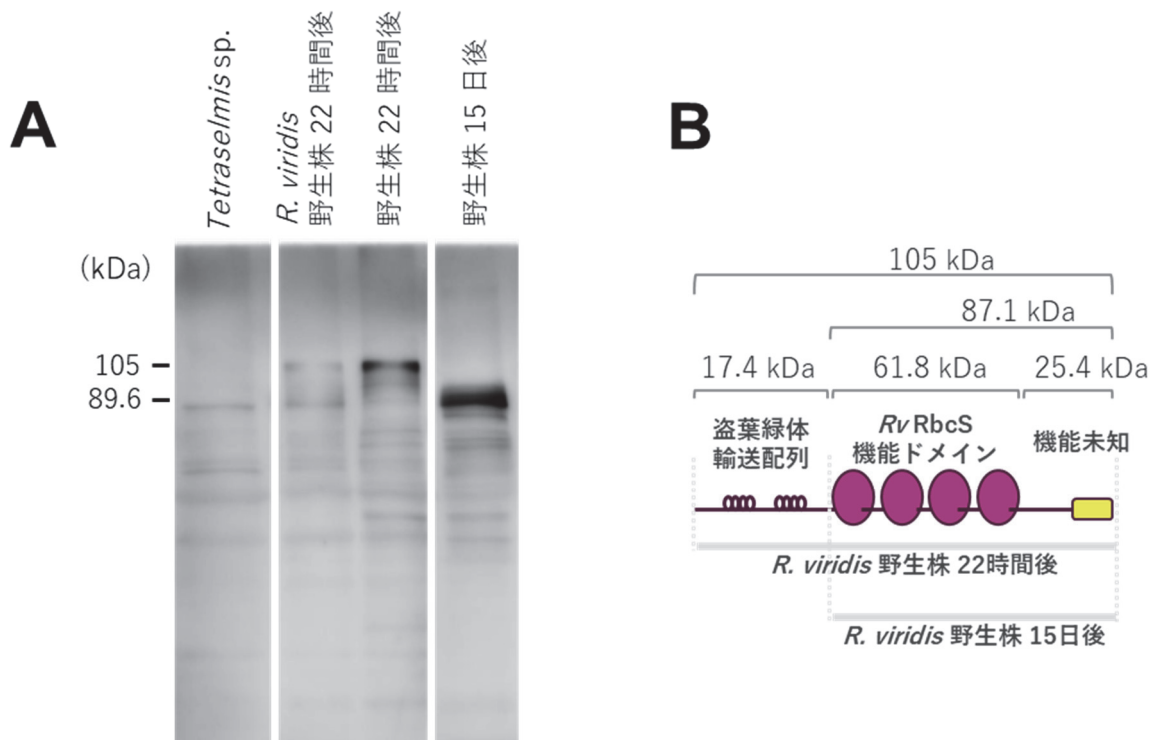 A
Tetraselmis sp.
R. viridis
野生株 22 時間後
野生株 22 時間後
野生株 15 日後
(kDa)
105
89.6
B
105 kDa
87.1 kDa
17.4 kDa
61.8 kDa
25.4 kDa
盗葉緑体
輸送配列
Rv RbcS
機能ドメイン
機能未知
R. viridis 野生株 22時間後
R. viridis 野生株 15日後